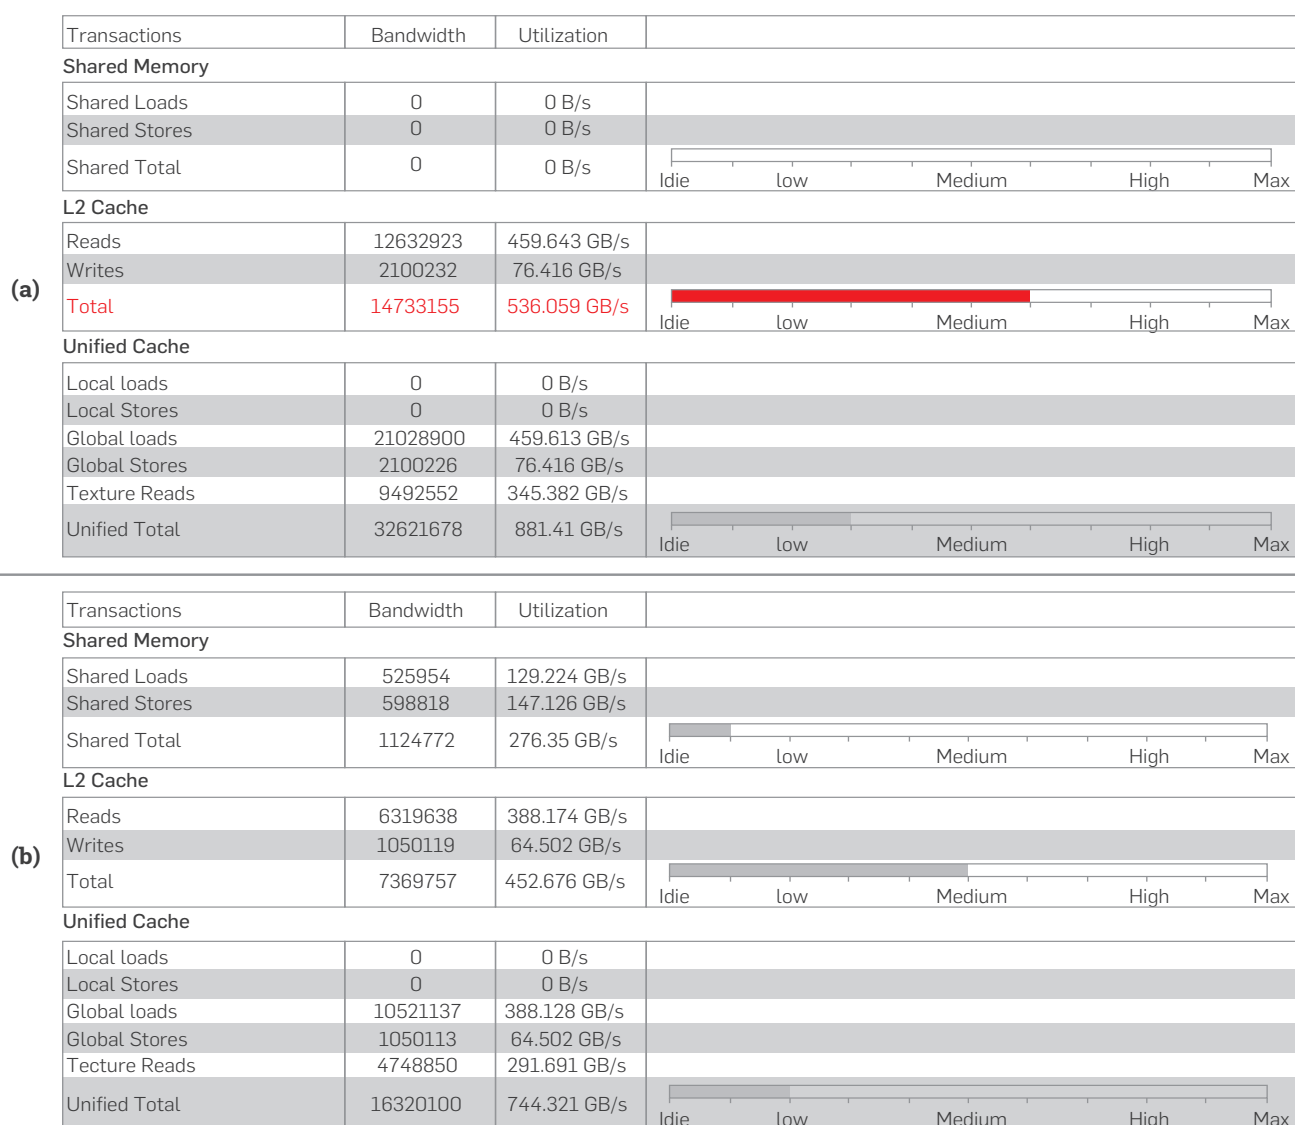 Transactions Bandwidth Utilization
Shared Memory
Shared Loads 0 0 B/s
Shared Stores 0 0 B/s
Shared Total 0 0 B/s
Idie low Medium High Max
L2 Cache
Reads 12632923 459.643 GB/s
Writes 2100232 76.416 GB/s
(a)
Total 14733155 536.059 GB/s
Idie low Medium High Max
Unified Cache
Local loads 0 0 B/s
Local Stores 0 0 B/s
Global loads 21028900 459.613 GB/s
Global Stores 2100226 76.416 GB/s
Texture Reads 9492552 345.382 GB/s
Unified Total 32621678 881.41 GB/s
Idie low Medium High Max
Transactions Bandwidth Utilization
Shared Memory
Shared Loads 525954 129.224 GB/s
Shared Stores 598818 147.126 GB/s
Shared Total 1124772 276.35 GB/s
Idie low Medium High Max
L2 Cache
Reads 6319638 388.174 GB/s
Writes 1050119 64.502 GB/s
(b)
Total 7369757 452.676 GB/s
Idie low Medium High Max
Unified Cache
Local loads 0 0 B/s
Local Stores 0 0 B/s
Global loads 10521137 388.128 GB/s
Global Stores 1050113 64.502 GB/s
Tecture Reads 4748850 291.691 GB/s
Unified Total 16320100 744.321 GB/s
Idie low Medium High Max